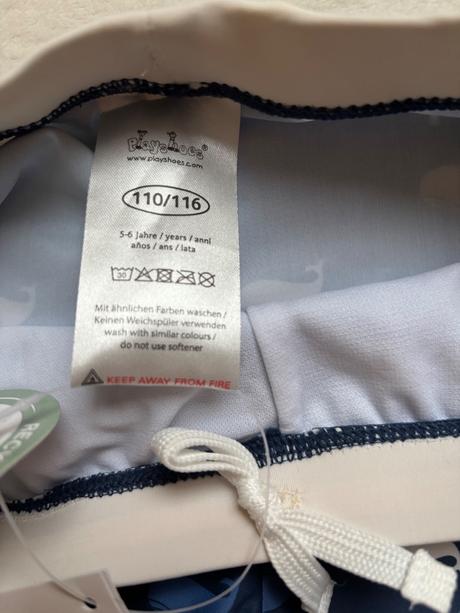 Playshoes®
www.playshoes.com
110/116
5-6 Jahre / years / anni
años / ans / lata
30
Mit ähnlichen Farben waschen /
Keinen Weichspüler verwenden
wash with similar colours /
do not use softener
KEEP AWAY FROM FIRE